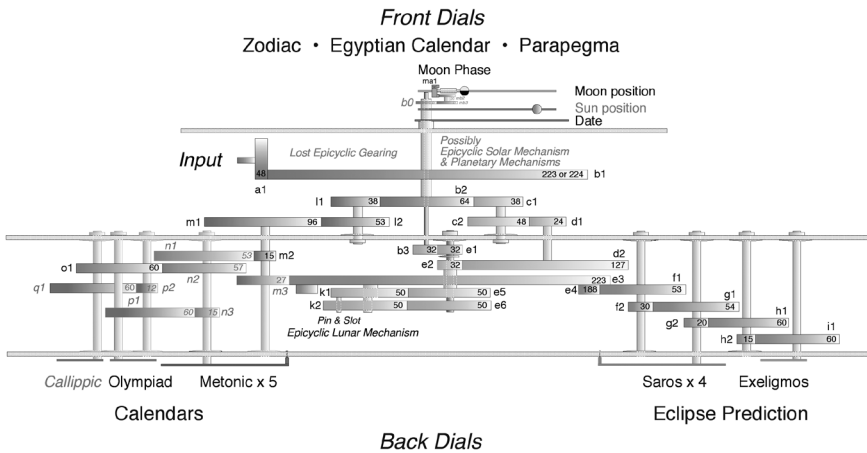 Front Dials
Zodiac • Egyptian Calendar • Parapegma
Moon Phase
ma1
Moon position
b0
Sun position
Date
Input
Lost Epicyclic Gearing
Possibly
Epicyclic Solar Mechanism
& Planetary Mechanisms
48
223 or 224
b1
a1
b2
l1
38
64
38
c1
m1
96
53
l2
c2
48
24
d1
n1
53
15
m2
b3
32
32
e1
d2
o1
60
57
e2
32
127
n2
27
223
e3
f1
q1
60
12
p2
m3
k1
50
50
e5
e4
188
53
g1
p1
60
15
n3
k2
50
50
e6
f2
30
54
h1
Pin & Slot
Epicyclic Lunar Mechanism
g2
20
60
i1
h2
15
60
Callippic
Olympiad
Metonic x 5
Saros x 4
Exeligmos
Calendars
Eclipse Prediction
Back Dials